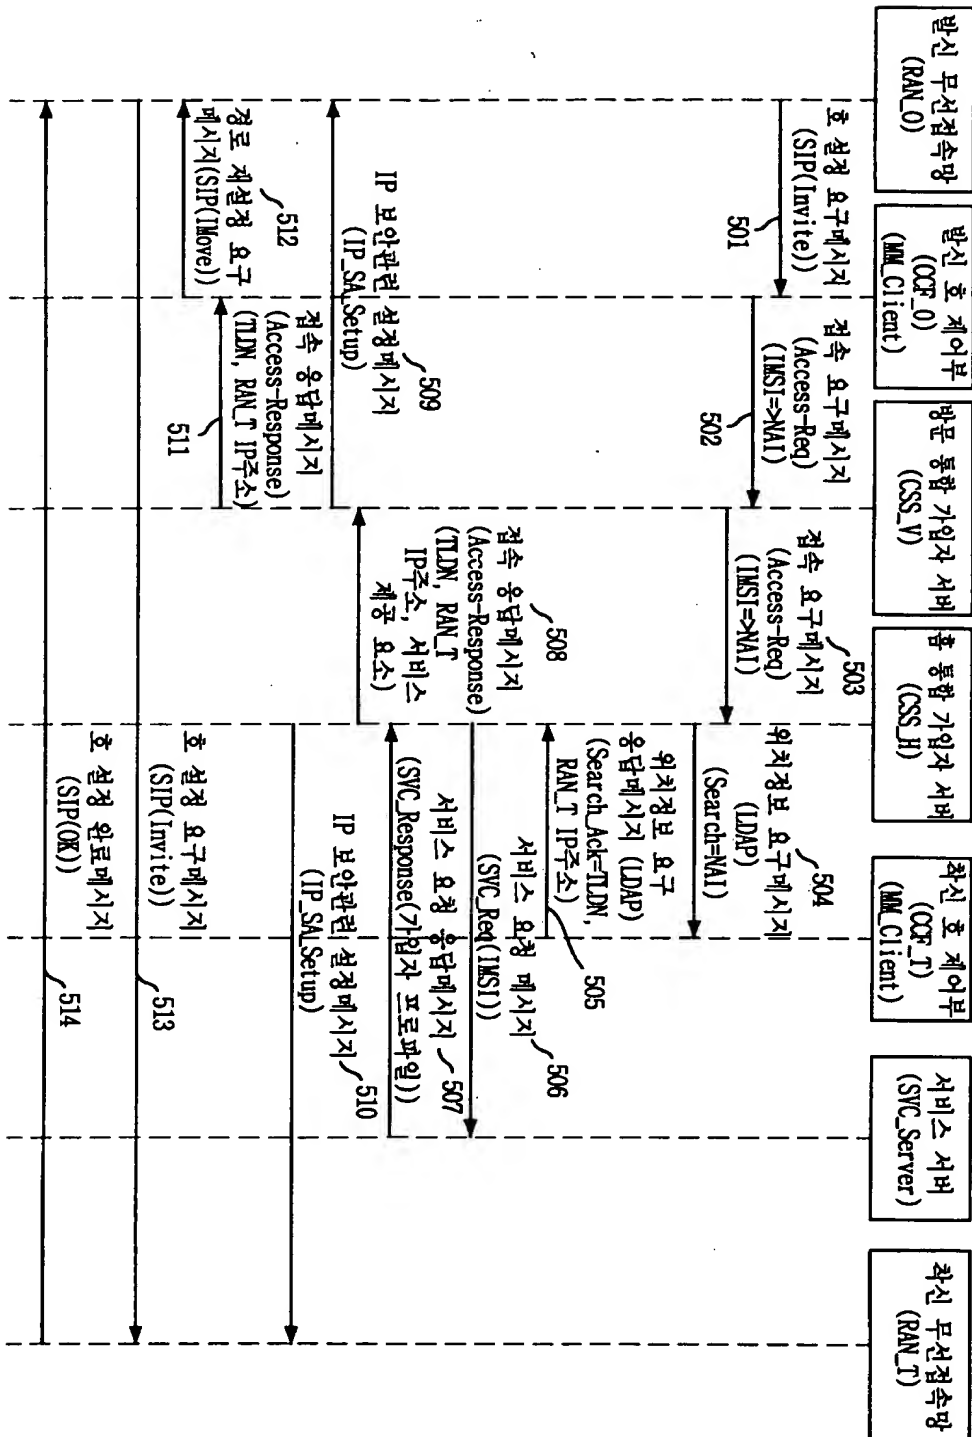 발신 무선접속망
(RAN_O)
발신 호 제어부
(CCF_O)
(MM_Client)
방문 통합 가입자 서버
(CSS_V)
홈 통합 가입자 서버
(CSS_H)
착신 호 제어부
(CCF_T)
(MM_Client)
서비스 서버
(SVC_Server)
착신 무선접속망
(RAN_T)
호 설정 요구메시지
(SIP(Invite))
501
접속 요구메시지
(Access-Req)
(IMSI=>NAI)
502
접속 요구메시지
(Access-Req)
(IMSI=>NAI)
503
위치정보 요구메시지
(LDAP)
(Search=NAI)
504
위치정보 요구
응답메시지 (LDAP)
(Search_Ack=TLDN,
RAN_T IP주소)
505
서비스 요청 메시지
(SVC_Req(IMSI))
506
서비스 요청 응답메시지
(SVC_Response(가입자 프로파일))
507
접속 응답메시지
(Access-Response)
(TLDN, RAN_T
IP주소, 서비스
제공 요소)
508
IP 보안관련 설정메시지
(IP_SA_Setup)
509
IP 보안관련 설정메시지
(IP_SA_Setup)
510
접속 응답메시지
(Access-Response)
(TLDN, RAN_T IP주소)
511
경로 재설정 요구
메시지(SIP(IMove))
512
호 설정 요구메시지
(SIP(Invite))
513
호 설정 완료메시지
(SIP(OK))
514